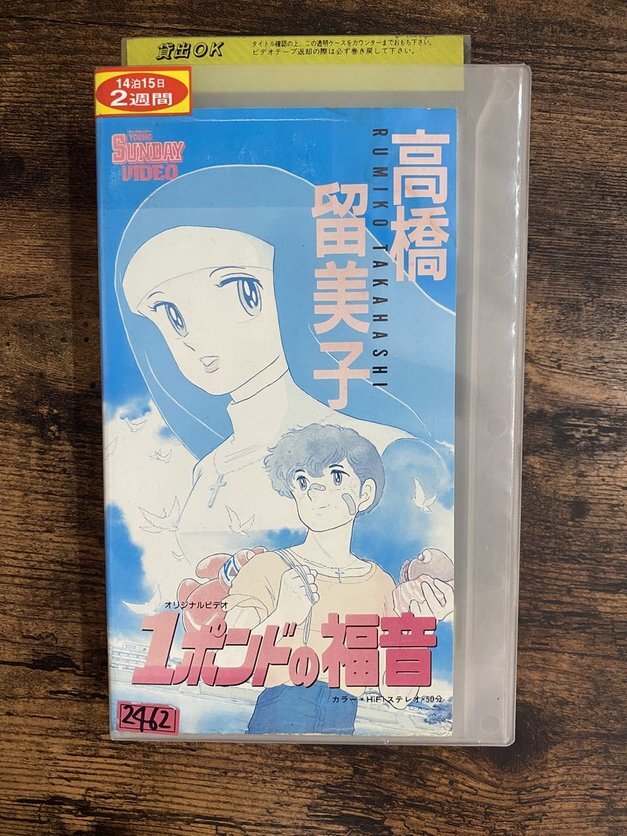 貸出OK
タイトル確認の上、この透明ケースをカウンターまでおもち下さい。
ビデオテープ返却の際は必ず巻き戻して下さい。
14泊15日
2週間
YOUNG
SUNDAY
VIDEO
高橋
留美子
RUMIKO TAKAHASHI
オリジナルビデオ
1ポンドの福音
カラー・HiFiステレオ・50分
2462